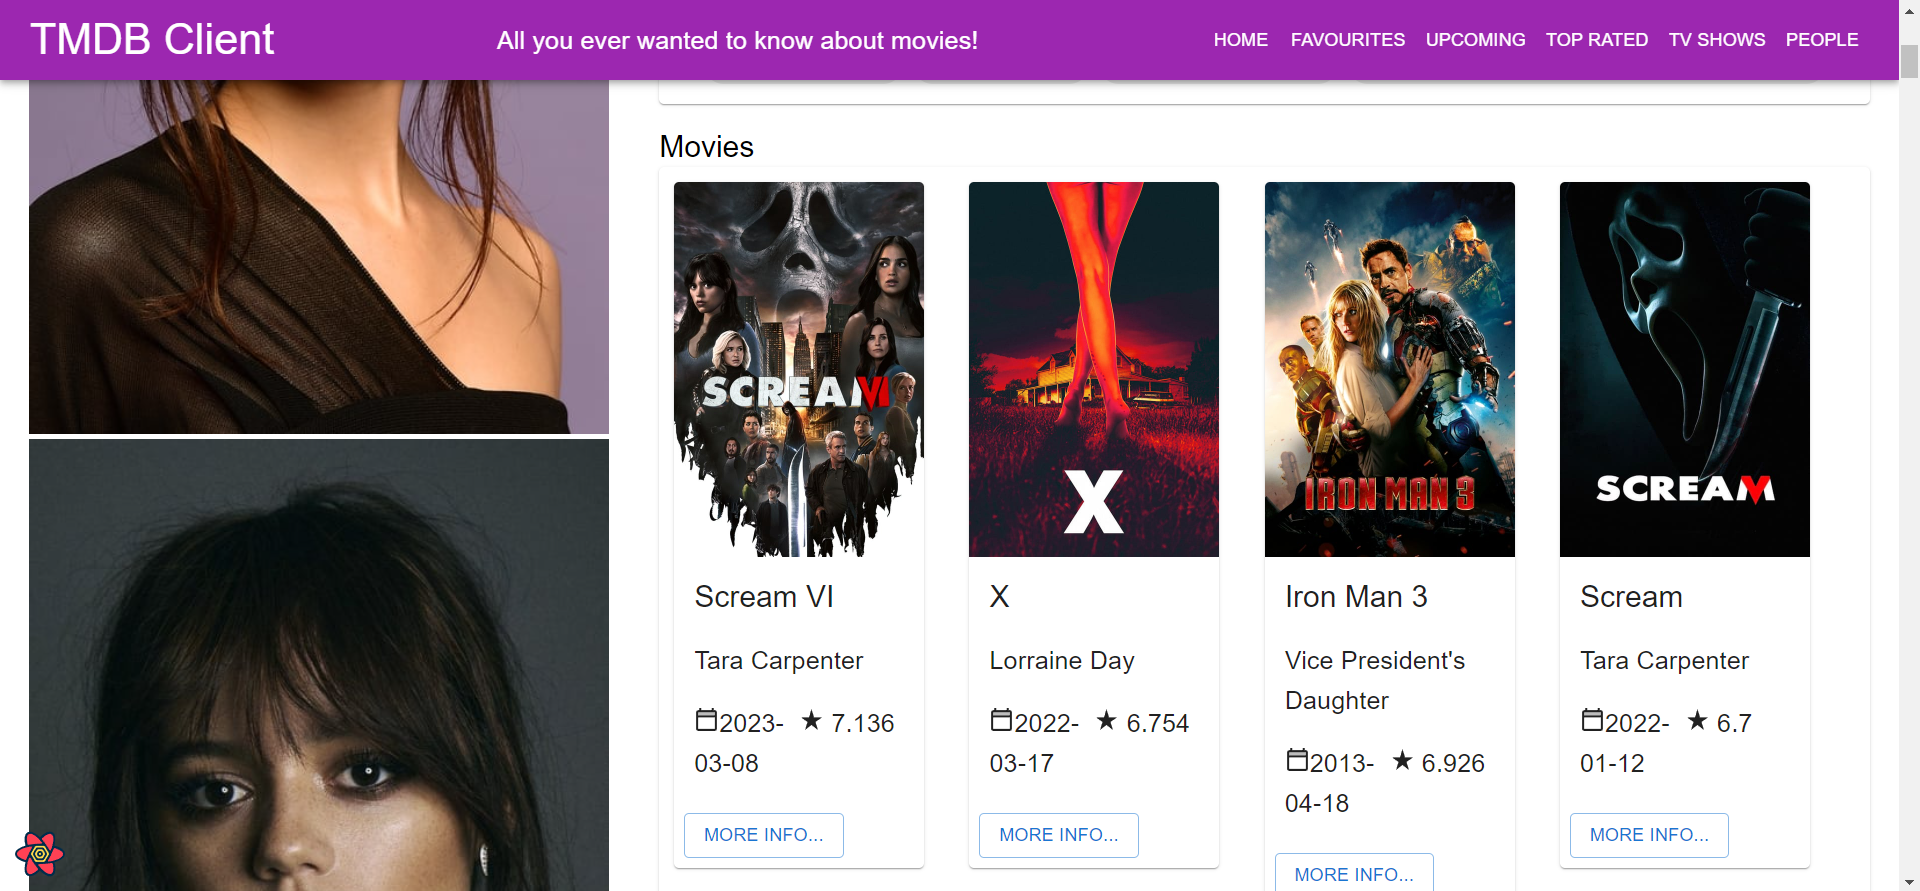 TMDB Client
All you ever wanted to know about movies!
HOME FAVOURITES UPCOMING TOP RATED TV SHOWS PEOPLE
Movies
SCREAM VI
X
IRON MAN 3
SCREAM
Scream VI
Tara Carpenter
2023-03-08
★ 7.136
MORE INFO...
X
Lorraine Day
2022-03-17
★ 6.754
MORE INFO...
Iron Man 3
Vice President's
Daughter
2013-04-18
★ 6.926
MORE INFO...
Scream
Tara Carpenter
2022-01-12
★ 6.7
MORE INFO...